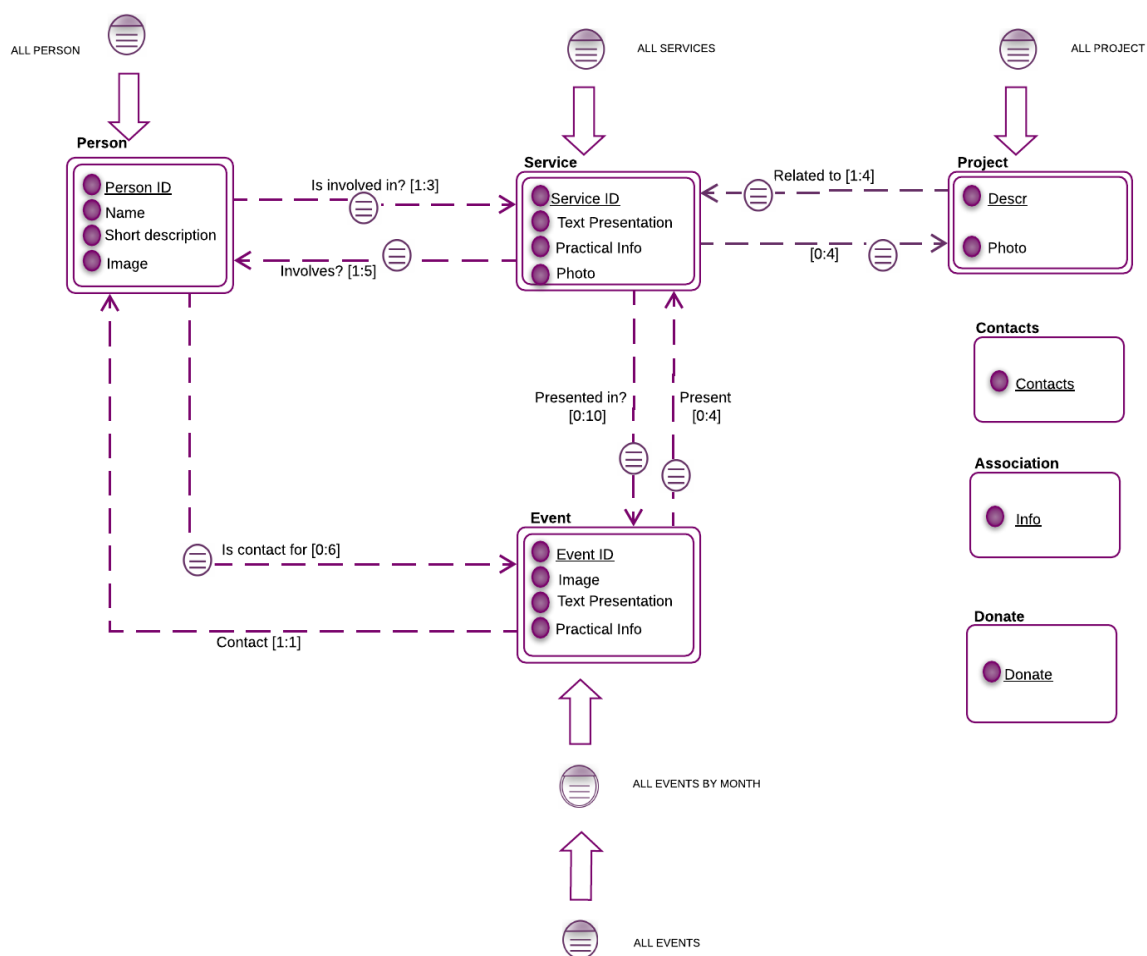 ALL PERSON
ALL SERVICES
ALL PROJECT
Person
Person ID
Name
Short description
Image
Is involved in? [1:3]
Involves? [1:5]
Service
Service ID
Text Presentation
Practical Info
Photo
Related to [1:4]
[0:4]
Project
Descr
Photo
Contacts
Contacts
Presented in?
[0:10]
Present
[0:4]
Association
Info
Is contact for [0:6]
Contact [1:1]
Event
Event ID
Image
Text Presentation
Practical Info
Donate
Donate
ALL EVENTS BY MONTH
ALL EVENTS